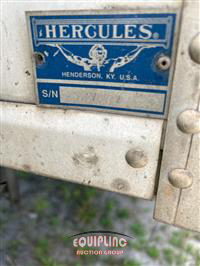 HERCULES®
HENDERSON, KY. U.S.A.
S/N
EQUIPLINC
AUCTION GROUP